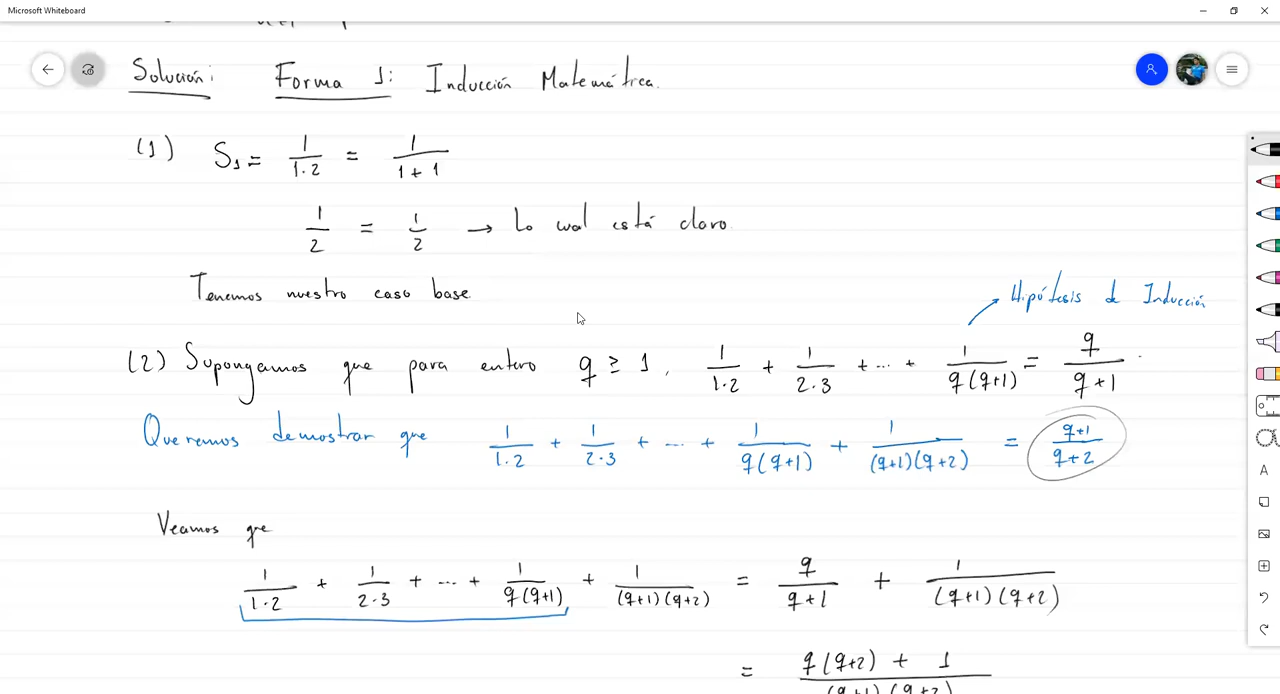 Microsoft Whiteboard
Solución: Forma 1: Inducción Matemática.
(1) S₁ = 1/(1·2) = 1/(1+1)
1/2 = 1/2 → Lo cual está claro.
Tenemos nuestro caso base.
Hipótesis de Inducción
(2) Supongamos que para entero q ≥ 1, 1/(1·2) + 1/(2·3) + ... + 1/(q(q+1)) = q/(q+1).
Queremos demostrar que 1/(1·2) + 1/(2·3) + ... + 1/(q(q+1)) + 1/((q+1)(q+2)) = (q+1)/(q+2)
Veamos que
1/(1·2) + 1/(2·3) + ... + 1/(q(q+1)) + 1/((q+1)(q+2)) = q/(q+1) + 1/((q+1)(q+2))
= (q(q+2) + 1)/((q+1)(q+2))